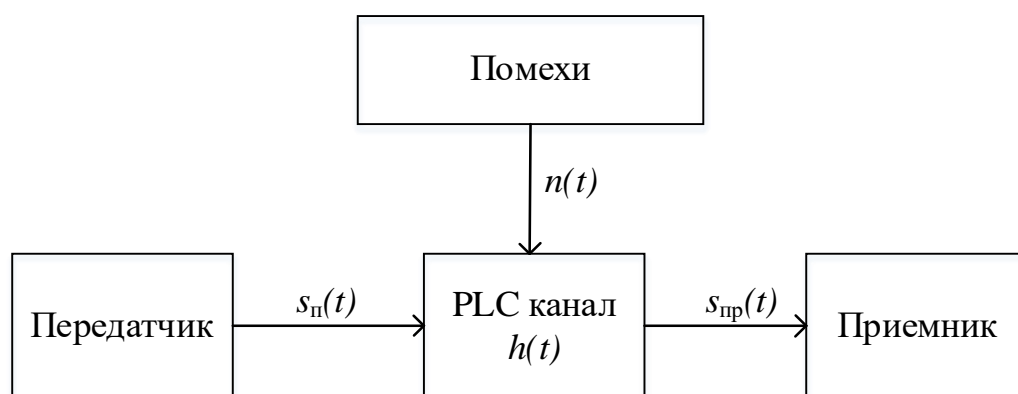 Помехи
n(t)
Передатчик
sп(t)
PLC канал
h(t)
sпр(t)
Приемник